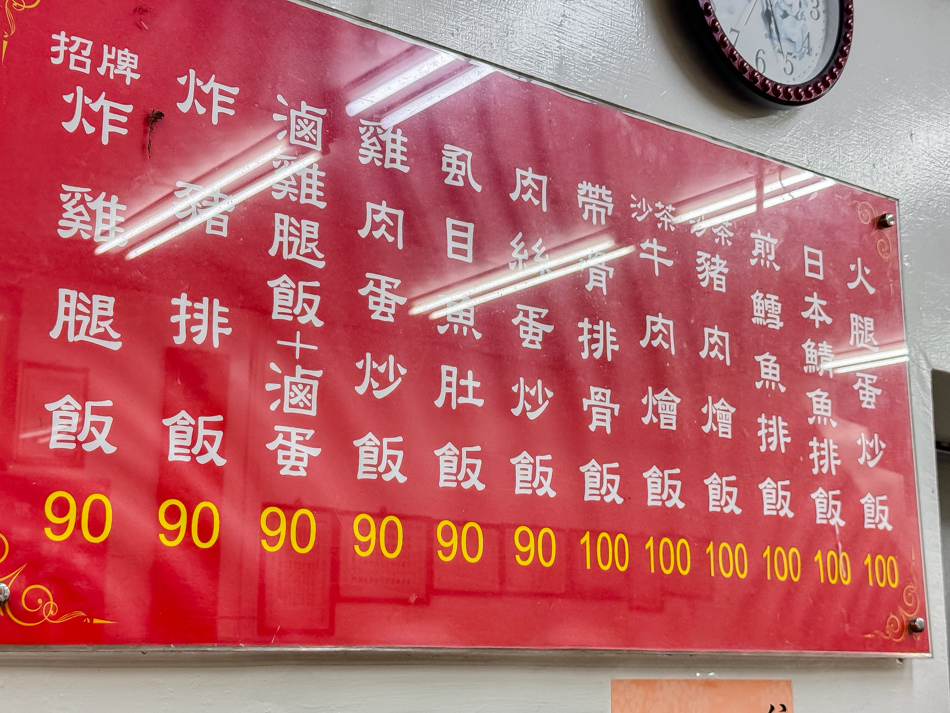 招牌炸雞腿飯 90
炸豬排飯 90
滷雞腿飯+滷蛋 90
雞肉蛋炒飯 90
虱目魚肚飯 90
肉絲蛋炒飯 90
帶骨排骨飯 100
沙茶牛肉燴飯 100
沙茶豬肉燴飯 100
煎鱈魚排飯 100
日本鯖魚排飯 100
火腿蛋炒飯 100